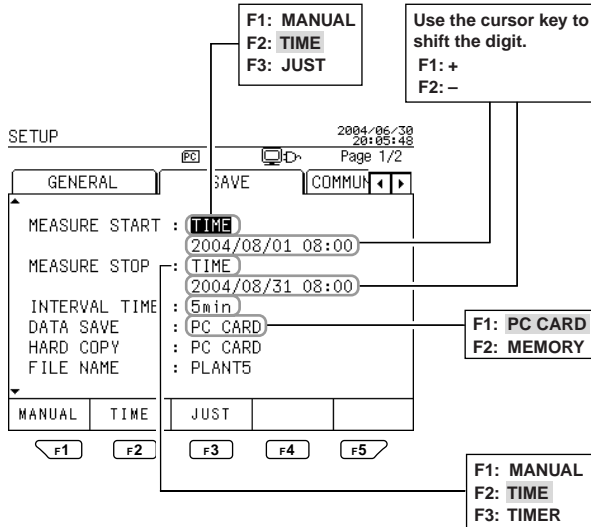 F1: MANUAL
F2: TIME
F3: JUST
Use the cursor key to
shift the digit.
F1: +
F2: –
SETUP
2004/06/30
20:05:48
PC
Page 1/2
GENERAL
SAVE
COMMUN
MEASURE START : TIME
2004/08/01 08:00
MEASURE STOP : TIME
2004/08/31 08:00
INTERVAL TIME : 5min
DATA SAVE : PC CARD
HARD COPY : PC CARD
FILE NAME : PLANT5
F1: PC CARD
F2: MEMORY
MANUAL TIME JUST
F1 F2 F3 F4 F5
F1: MANUAL
F2: TIME
F3: TIMER